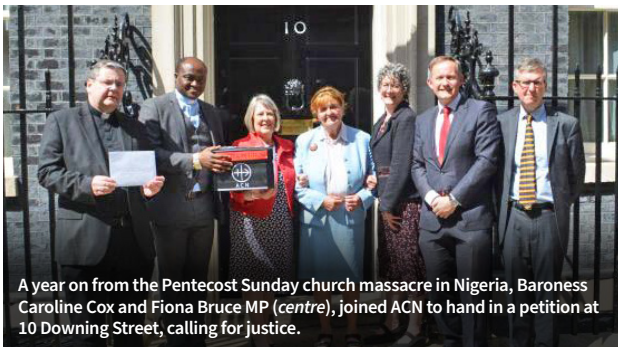 10
ACN
A year on from the Pentecost Sunday church massacre in Nigeria, Baroness
Caroline Cox and Fiona Bruce MP (centre), joined ACN to hand in a petition at
10 Downing Street, calling for justice.